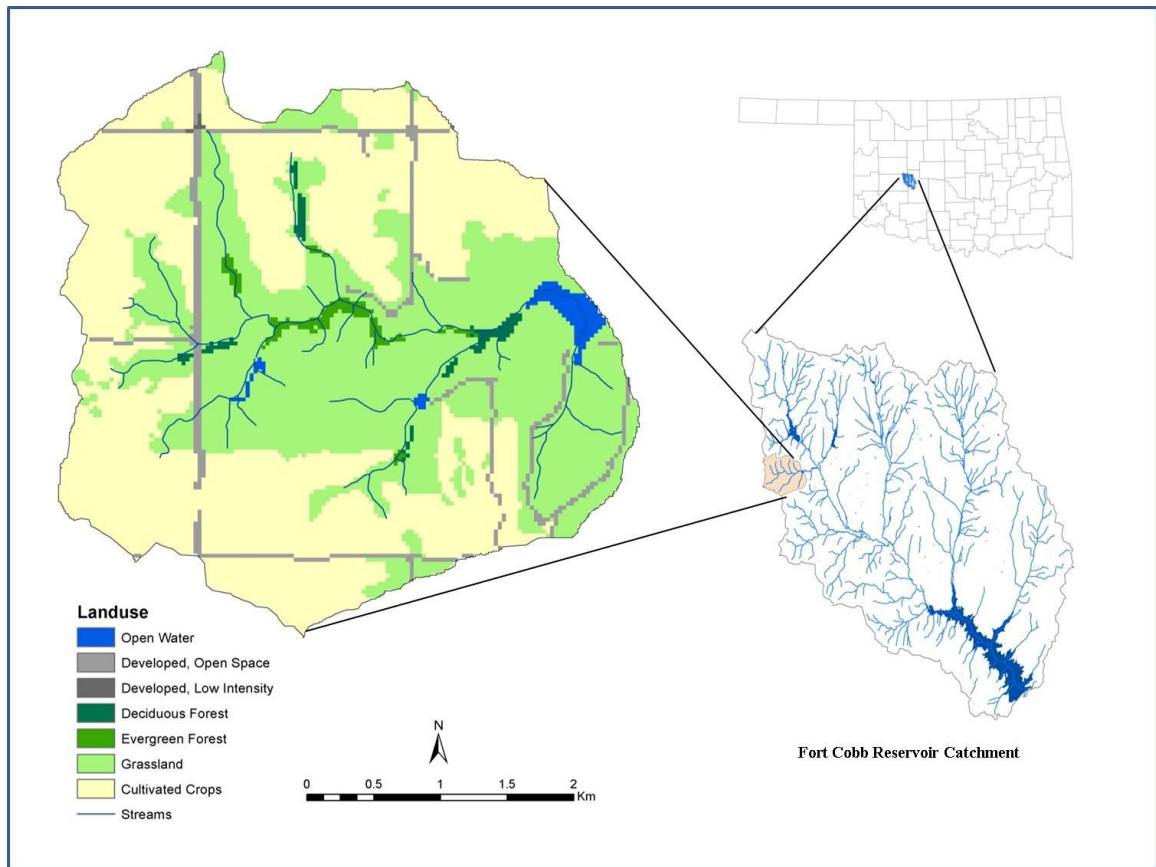 Landuse
Open Water
Developed, Open Space
Developed, Low Intensity
Deciduous Forest
Evergreen Forest
Grassland
Cultivated Crops
Streams
N
0 0.5 1 1.5 2
Km
Fort Cobb Reservoir Catchment